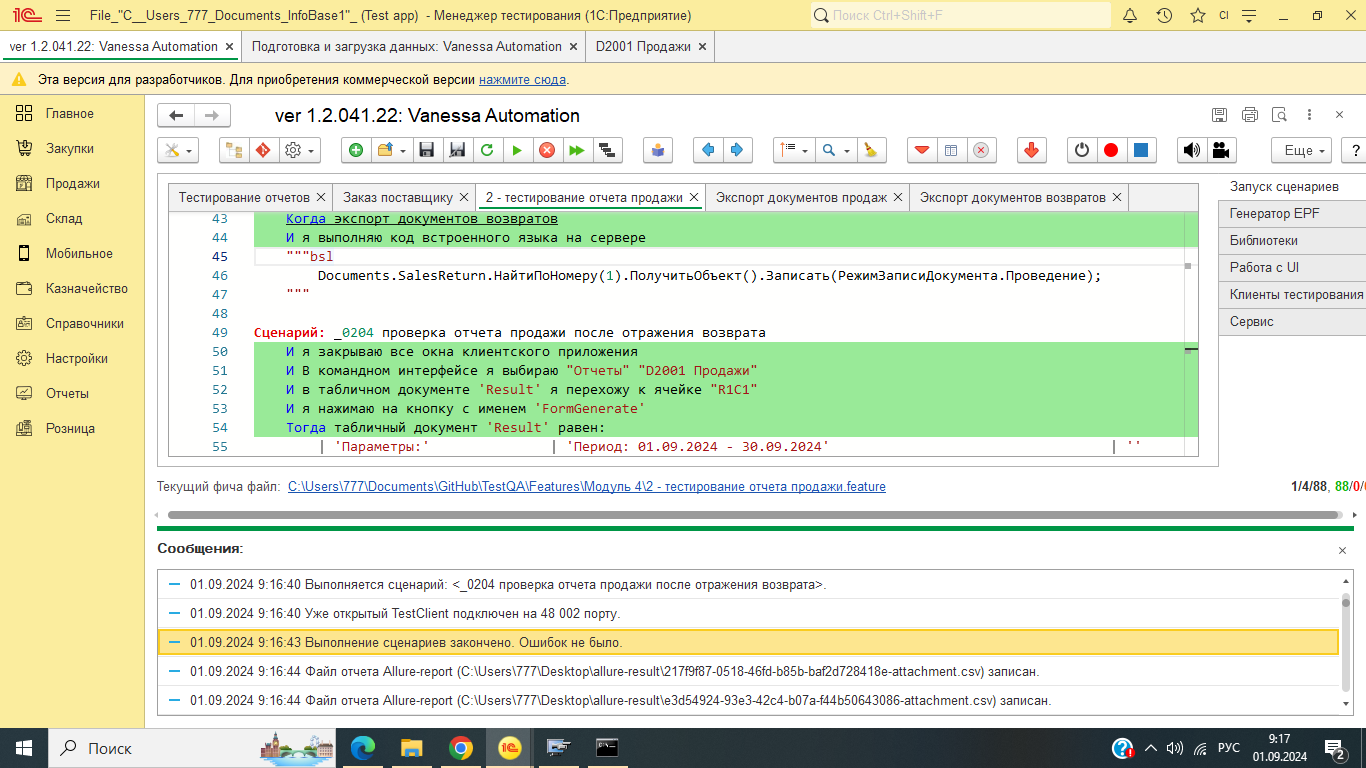 File_"C__Users_777_Documents_InfoBase1"_ (Test app) - Менеджер тестирования (1С:Предприятие)
Поиск Ctrl+Shift+F
CI
ver 1.2.041.22: Vanessa Automation
Подготовка и загрузка данных: Vanessa Automation
D2001 Продажи
Эта версия для разработчиков. Для приобретения коммерческой версии нажмите сюда.
Главное
Закупки
Продажи
Склад
Мобильное
Казначейство
Справочники
Настройки
Отчеты
Розница
ver 1.2.041.22: Vanessa Automation
Еще
?
Тестирование отчетов
Заказ поставщику
2 - тестирование отчета продажи
Экспорт документов продаж
Экспорт документов возвратов
43 Когда экспорт документов возвратов
44 И я выполняю код встроенного языка на сервере
45 """bsl
46 Documents.SalesReturn.НайтиПоНомеру(1).ПолучитьОбъект().Записать(РежимЗаписиДокумента.Проведение);
47 """
48
49 Сценарий: _0204 проверка отчета продажи после отражения возврата
50 И я закрываю все окна клиентского приложения
51 И В командном интерфейсе я выбираю "Отчеты" "D2001 Продажи"
52 И в табличном документе 'Result' я перехожу к ячейке "R1C1"
53 И я нажимаю на кнопку с именем 'FormGenerate'
54 Тогда табличный документ 'Result' равен:
55 | 'Параметры:' | 'Период: 01.09.2024 - 30.09.2024' | ''
Запуск сценариев
Генератор EPF
Библиотеки
Работа с UI
Клиенты тестирования
Сервис
Текущий фича файл: C:\Users\777\Documents\GitHub\TestQA\Features\Модуль 4\2 - тестирование отчета продажи.feature
1/4/88, 88/0/
Сообщения:
01.09.2024 9:16:40 Выполняется сценарий: <_0204 проверка отчета продажи после отражения возврата>.
01.09.2024 9:16:40 Уже открытый TestClient подключен на 48 002 порту.
01.09.2024 9:16:43 Выполнение сценариев закончено. Ошибок не было.
01.09.2024 9:16:44 Файл отчета Allure-report (C:\Users\777\Desktop\allure-result\217f9f87-0518-46fd-b85b-baf2d728418e-attachment.csv) записан.
01.09.2024 9:16:44 Файл отчета Allure-report (C:\Users\777\Desktop\allure-result\e3d54924-93e3-42c4-b07a-f44b50643086-attachment.csv) записан.
Поиск
РУС
9:17
01.09.2024
2